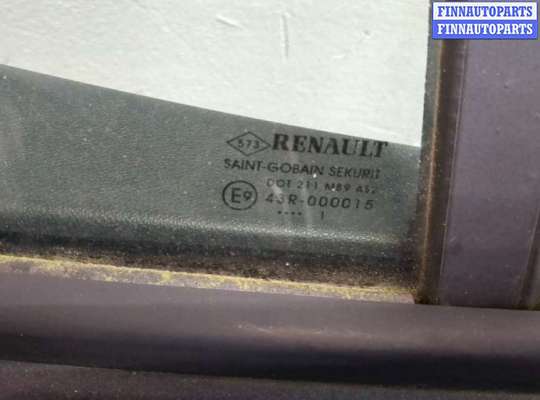 FINNAUTOPARTS
FINNAUTOPARTS
573 RENAULT
SAINT-GOBAIN SEKURIT
DOT 211 M89 AS2
E9 43R-000015
.... 1